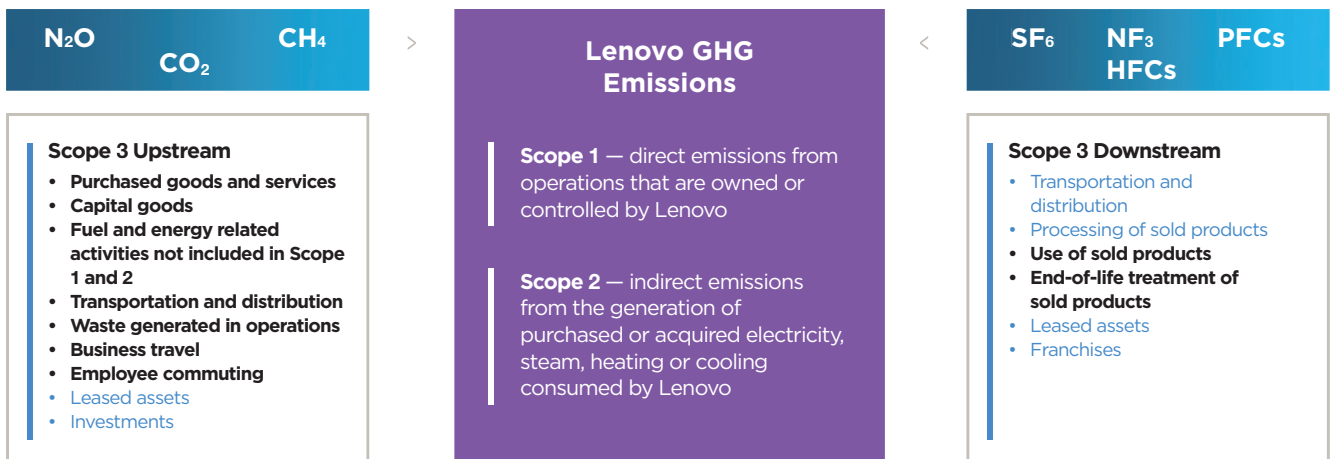 N₂O
CH₄
CO₂
Scope 3 Upstream
• Purchased goods and services
• Capital goods
• Fuel and energy related
activities not included in Scope
1 and 2
• Transportation and distribution
• Waste generated in operations
• Business travel
• Employee commuting
• Leased assets
• Investments
>
Lenovo GHG
Emissions
Scope 1 — direct emissions from
operations that are owned or
controlled by Lenovo
Scope 2 — indirect emissions
from the generation of
purchased or acquired electricity,
steam, heating or cooling
consumed by Lenovo
<
SF₆
NF₃
PFCs
HFCs
Scope 3 Downstream
• Transportation and
distribution
• Processing of sold products
• Use of sold products
• End-of-life treatment of
sold products
• Leased assets
• Franchises